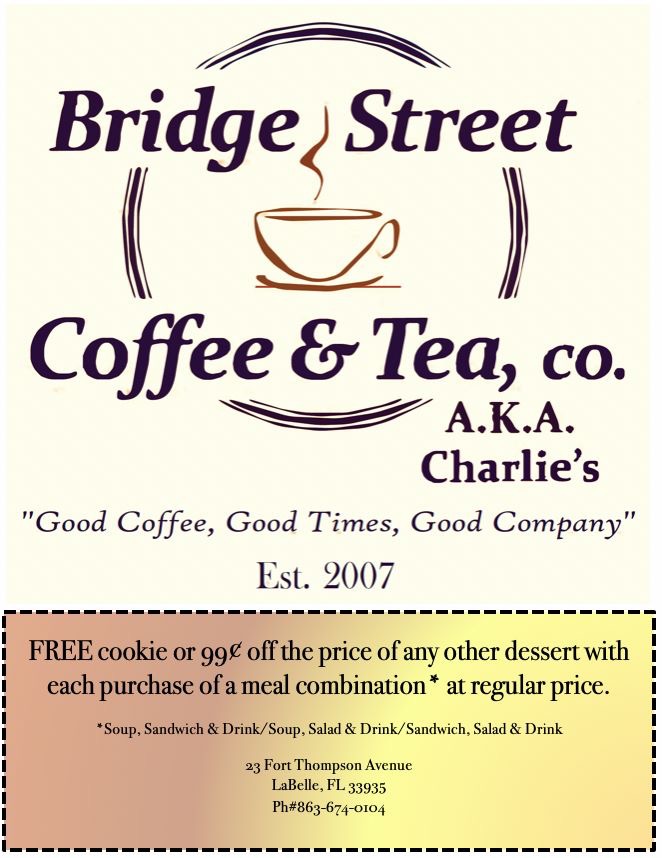 Bridge Street
Coffee & Tea, co.
A.K.A.
Charlie's
"Good Coffee, Good Times, Good Company"
Est. 2007
FREE cookie or 99¢ off the price of any other dessert with
each purchase of a meal combination* at regular price.
*Soup, Sandwich & Drink/Soup, Salad & Drink/Sandwich, Salad & Drink
23 Fort Thompson Avenue
LaBelle, FL 33935
Ph#863-674-0104